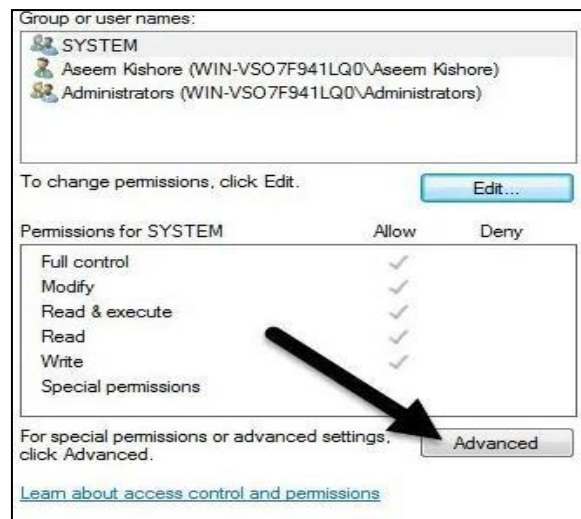 Group or user names:
SYSTEM
Aseem Kishore (WIN-VSO7F941LQ0\Aseem Kishore)
Administrators (WIN-VSO7F941LQ0\Administrators)
To change permissions, click Edit.
Edit...
Permissions for SYSTEM Allow Deny
Full control
Modify
Read & execute
Read
Write
Special permissions
For special permissions or advanced settings, click Advanced.
Advanced
Learn about access control and permissions